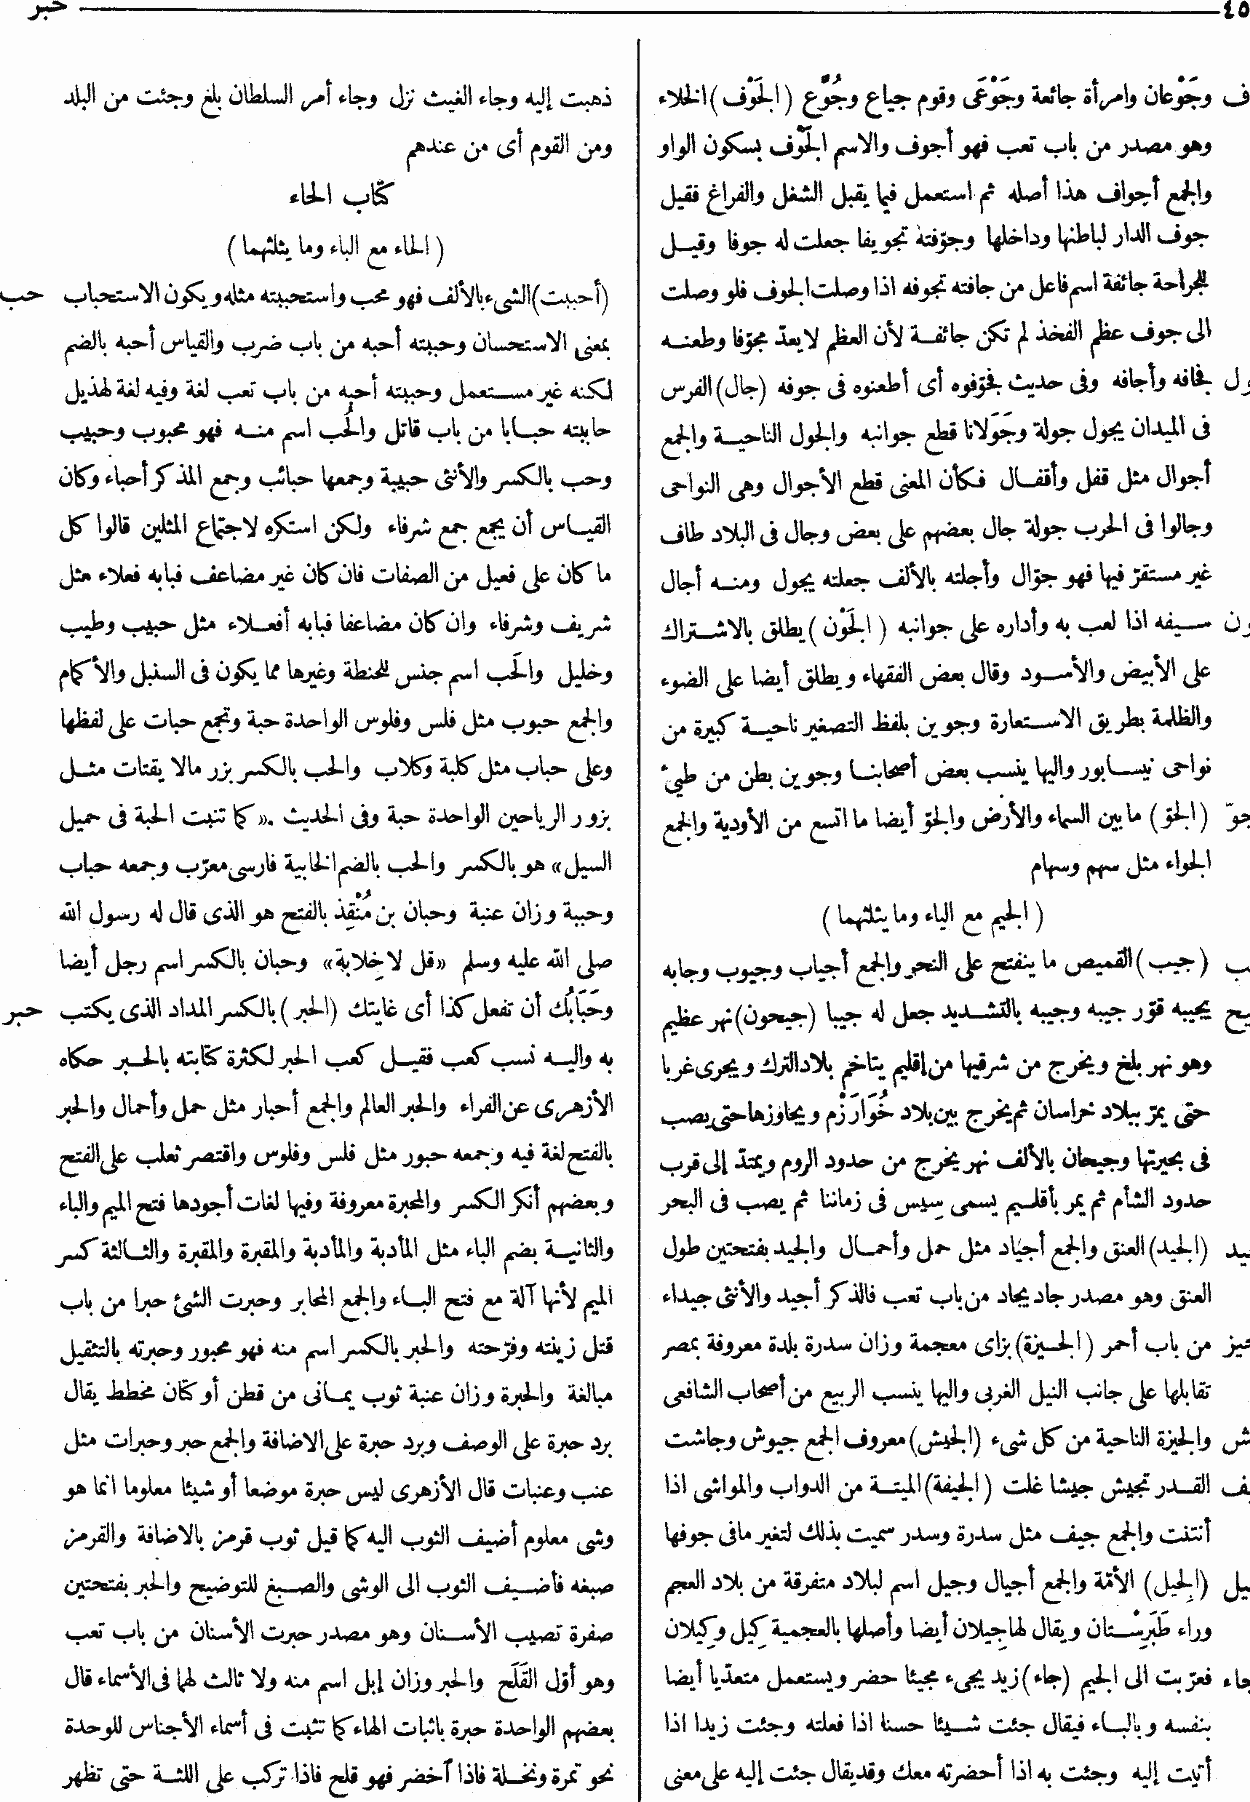 ٤٥
حبر
ف وجَوْعان وامرأة جائعة وجَوْعَى وقوم جياع وجُوَّع (الجَوْف) الخلاء
وهو مصدر من باب تعب فهو أجوف والاسم الجَوْف بسكون الواو
والجمع أجواف هذا أصله ثم استعمل فيما يقبل الشغل والفراغ فقيل
جوف الدار لباطنها وداخلها وجوّفته تجويفا جعلت له جوفا وقيل
للجراحة جائفة اسم فاعل من جافته تجوفه اذا وصلت الجوف فلو وصلت
الى جوف عظم الفخذ لم تكن جائفة لأن العظم لا يعدّ مجوّفا وطعنه
ول فجافه وأجافه وفى حديث فجوّفوه أى أطعنوه فى جوفه (جال) الفرس
فى الميدان يجول جولة وجَوَلانا قطع جوانبه والجول الناحية والجمع
أجوال مثل قفل وأقفال فكأن المعنى قطع الأجوال وهى النواحى
وجالوا فى الحرب جولة جال بعضهم على بعض وجال فى البلاد طاف
غير مستقرّ فيها فهو جوّال وأجلته بالألف جعلته يجول ومنه أجال
ون سيفه اذا لعب به وأداره على جوانبه (الجَوْن) يطلق بالاشتراك
على الأبيض والأسود وقال بعض الفقهاء ويطلق أيضا على الضوء
والظلمة بطريق الاستعارة وجوين بلفظ التصغير ناحية كبيرة من
نواحى نيسابور واليها ينسب بعض أصحابنا وجوين بطن من طيئ
جوّ (الجوّ) ما بين السماء والأرض والجوّ أيضا ما اتسع من الأودية والجمع
الجواء مثل سهم وسهام
(الجيم مع الياء وما يثلثهما)
ب (جيب) القميص ما ينفتح على النحر والجمع أجياب وجيوب وجابه
يح يجيبه قوّر جيبه وجيبه بالتشديد جعل له جيبا (جيحون) نهر عظيم
وهو نهر بلخ ويخرج من شرقيها من إقليم يتاخم بلاد الترك ويجرى غربا
حتى يمرّ ببلاد خراسان ثم يخرج بين بلاد خُوَارَزْم ويجاوزها حتى يصب
فى بحيرتها وجيحان بالألف نهر يخرج من حدود الروم ويمتدّ إلى قرب
حدود الشأم ثم يمر بأقليم يسمى سِيس فى زماننا ثم يصب فى البحر
يد (الجيد) العنق والجمع أجياد مثل حمل وأحمال والجيد بفتحتين طول
العنق وهو مصدر جاد يجاد من باب تعب فالذكر أجيد والأنثى جيداء
جيز من باب أحمر (الجيزة) بزاى معجمة وزان سدرة بلدة معروفة بمصر
تقابلها على جانب النيل الغربى واليها ينسب الربيع من أصحاب الشافعى
ش والجيزة الناحية من كل شىء (الجيش) معروف الجمع جيوش وجاشت
يف القدر تجيش جيشا غلت (الجيفة) الميتة من الدواب والمواشى اذا
أنتنت والجمع جيف مثل سدرة وسدر سميت بذلك لتغير ما فى جوفها
يل (الجيل) الأمّة والجمع أجيال وجيل اسم لبلاد متفرقة من بلاد العجم
وراء طَبَرِسْتان ويقال لها جِيلان أيضا وأصلها بالعجمية كِيل وكِيلان
جاء فعرّبت الى الجيم (جاء) زيد يجىء مجيئا حضر ويستعمل متعدّيا أيضا
بنفسه وبالباء فيقال جئت شيئا حسنا اذا فعلته وجئت زيدا اذا
أتيت إليه وجئت به اذا أحضرته معك وقد يقال جئت إليه على معنى
ذهبت إليه وجاء الغيث نزل وجاء أمر السلطان بلغ وجئت من البلد
ومن القوم أى من عندهم
كتاب الحاء
(الحاء مع الباء وما يثلثهما)
(أحببت) الشىء بالألف فهو محب واستحببته مثله ويكون الاستحباب حب
بمعنى الاستحسان وحببته أحبه من باب ضرب والقياس أحبه بالضم
لكنه غير مستعمل وحببته أحبه من باب تعب لغة وفيه لغة لهذيل
حاببته حبابا من باب قاتل والحُب اسم منه فهو محبوب وحبيب
وحب بالكسر والأنثى حبيبة وجمعها حبائب وجمع المذكر أحباء وكان
القياس أن يجمع جمع شرفاء ولكن استكره لاجتماع المثلين قالوا كل
ما كان على فعيل من الصفات فان كان غير مضاعف فبابه فعلاء مثل
شريف وشرفاء وان كان مضاعفا فبابه أفعلاء مثل حبيب وطبيب
وخليل والحَب اسم جنس للحنطة وغيرها مما يكون فى السنبل والأكمام
والجمع حبوب مثل فلس وفلوس الواحدة حبة وتجمع حبات على لفظها
وعلى حباب مثل كلبة وكلاب والحب بالكسر بزر مالا يقتات مثل
بزور الرياحين الواحدة حبة وفى الحديث «كما تنبت الحبة فى حميل
السيل» هو بالكسر والحب بالضم الخابية فارسى معرّب وجمعه حباب
وحببة وزان عنبة وحبان بن مُنْقِذ بالفتح هو الذى قال له رسول الله
صلى الله عليه وسلم «قل لا خِلابة» وحبان بالكسر اسم رجل أيضا
وحَبَابُك أن تفعل كذا أى غايتك (الحبر) بالكسر المداد الذى يكتب حبر
به واليه نسب كعب فقيل كعب الحبر لكثرة كتابته بالحبر حكاه
الأزهرى عن الفراء والحبر العالم والجمع أحبار مثل حمل وأحمال والحبر
بالفتح لغة فيه وجمعه حبور مثل فلس وفلوس واقتصر ثعلب على الفتح
وبعضهم أنكر الكسر والمحبرة معروفة وفيها لغات أجودها فتح الميم والباء
والثانية بضم الباء مثل المأدبة والمأدبة والمقبرة والمقبرة والثالثة كسر
الميم لأنها آلة مع فتح الباء والجمع المحابر وحبرت الشئ حبرا من باب
قتل زينته وفرّحته والحبر بالكسر اسم منه فهو محبور وحبرته بالتثقيل
مبالغة والحبرة وزان عنبة ثوب يمانى من قطن أو كتان مخطط يقال
برد حبرة على الوصف وبرد حبرة على الاضافة والجمع حبر وحبرات مثل
عنب وعنبات قال الأزهرى ليس حبرة موضعا أو شيئا معلوما انما هو
وشى معلوم أضيف الثوب اليه كما قيل ثوب قرمز بالاضافة والقرمز
صبغه فأضيف الثوب الى الوشى والصبغ للتوضيح والحبر بفتحتين
صفرة تصيب الأسنان وهو مصدر حبرت الأسنان من باب تعب
وهو أوّل القَلَح والحبر وزان إبل اسم منه ولا ثالث لهما فى الأسماء قال
بعضهم الواحدة حبرة باثبات الهاء كما تثبت فى أسماء الأجناس للوحدة
نحو تمرة ونخلة فاذا آخضر فهو قلح فاذا تركب على اللثة حتى تظهر